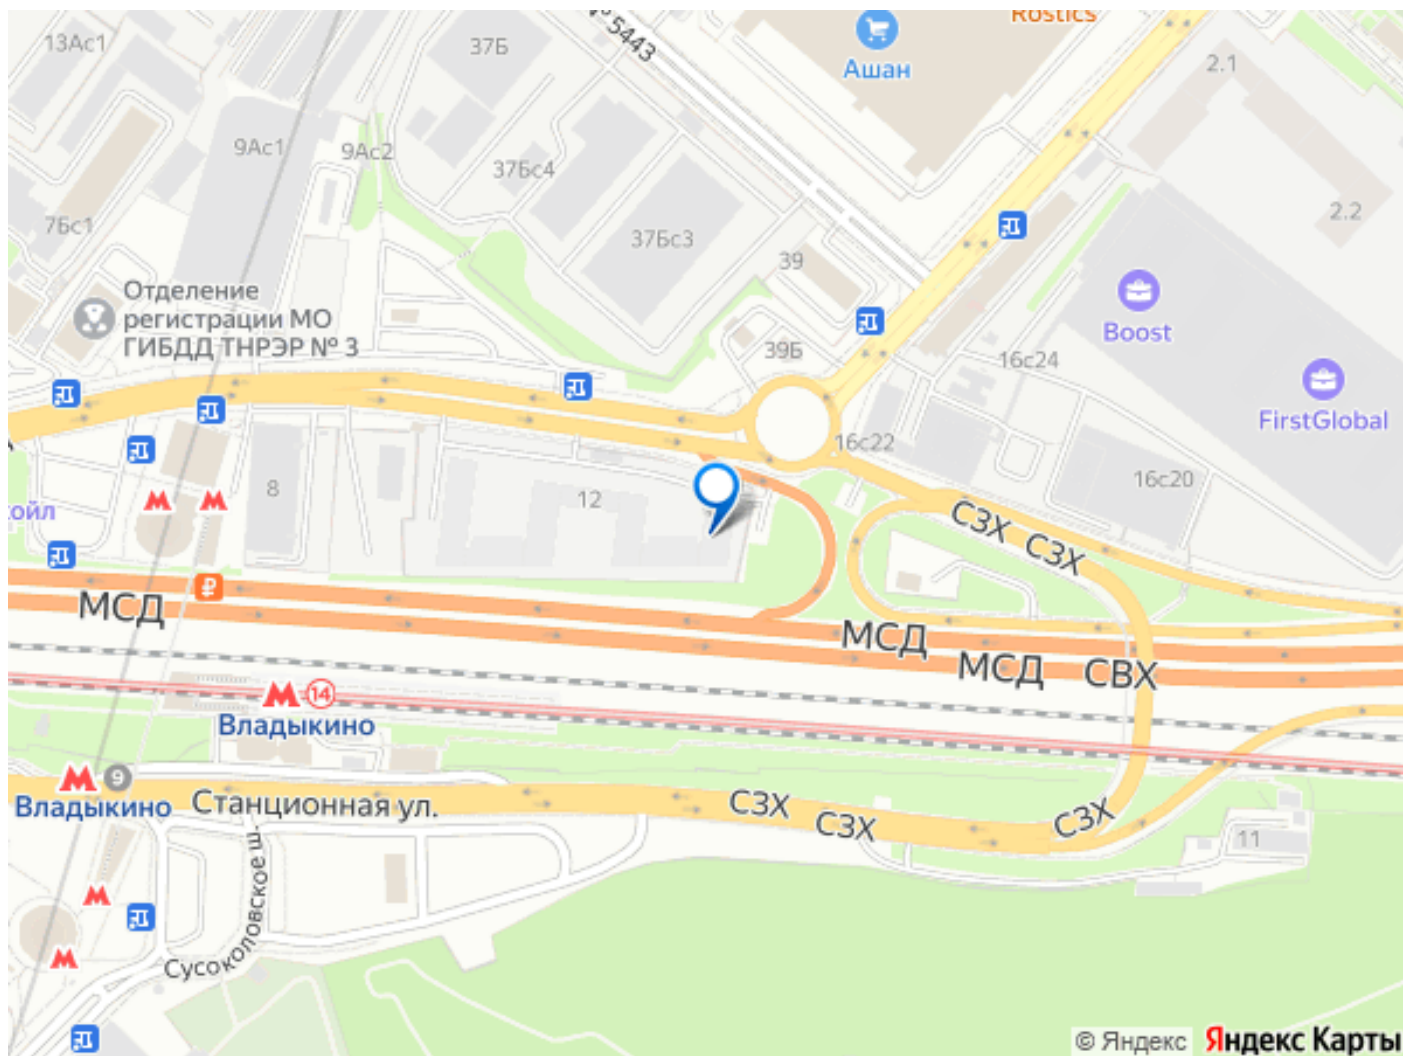 Rostics
№ 5443
13Ас1
37Б
Ашан
2.1
9Ас1
9Ас2
37Бс4
7Бс1
37Бс3
39
2.2
Отделение
регистрации МО
ГИБДД ТНРЭР № 3
Boost
39Б
16с24
FirstGlobal
16с22
8
12
16с20
ойл
СЗХ
СЗХ
МСД
МСД
МСД
СВХ
14
Владыкино
9
Владыкино
Станционная ул.
СЗХ
СЗХ
СЗХ
11
Сусоколовское ш.
© Яндекс
Яндекс Карты